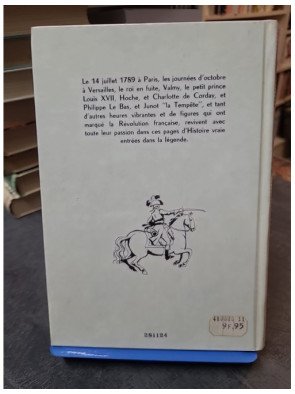 Le 14 juillet 1789 à Paris, les journées d'octobre
à Versailles, le roi en fuite, Valmy, le petit prince
Louis XVII, Hoche, et Charlotte de Corday, et
Philippe Le Bas, et Junot "la Tempête", et tant
d'autres heures vibrantes et de figures qui ont
marqué la Révolution française, revivent avec
toute leur passion dans ces pages d'Histoire vraie
entrées dans la légende.
9F,95
281124